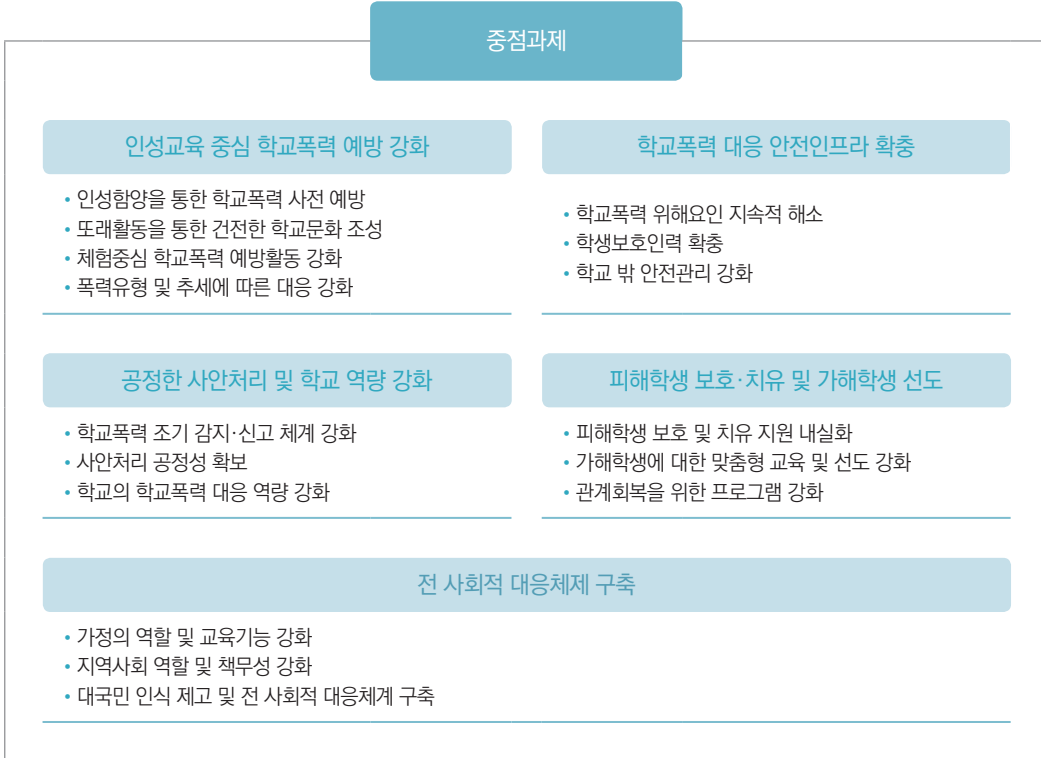 중점과제
인성교육 중심 학교폭력 예방 강화
• 인성함양을 통한 학교폭력 사전 예방
• 또래활동을 통한 건전한 학교문화 조성
• 체험중심 학교폭력 예방활동 강화
• 폭력유형 및 추세에 따른 대응 강화
학교폭력 대응 안전인프라 확충
• 학교폭력 위해요인 지속적 해소
• 학생보호인력 확충
• 학교 밖 안전관리 강화
공정한 사안처리 및 학교 역량 강화
• 학교폭력 조기 감지·신고 체계 강화
• 사안처리 공정성 확보
• 학교의 학교폭력 대응 역량 강화
피해학생 보호·치유 및 가해학생 선도
• 피해학생 보호 및 치유 지원 내실화
• 가해학생에 대한 맞춤형 교육 및 선도 강화
• 관계회복을 위한 프로그램 강화
전 사회적 대응체제 구축
• 가정의 역할 및 교육기능 강화
• 지역사회 역할 및 책무성 강화
• 대국민 인식 제고 및 전 사회적 대응체계 구축